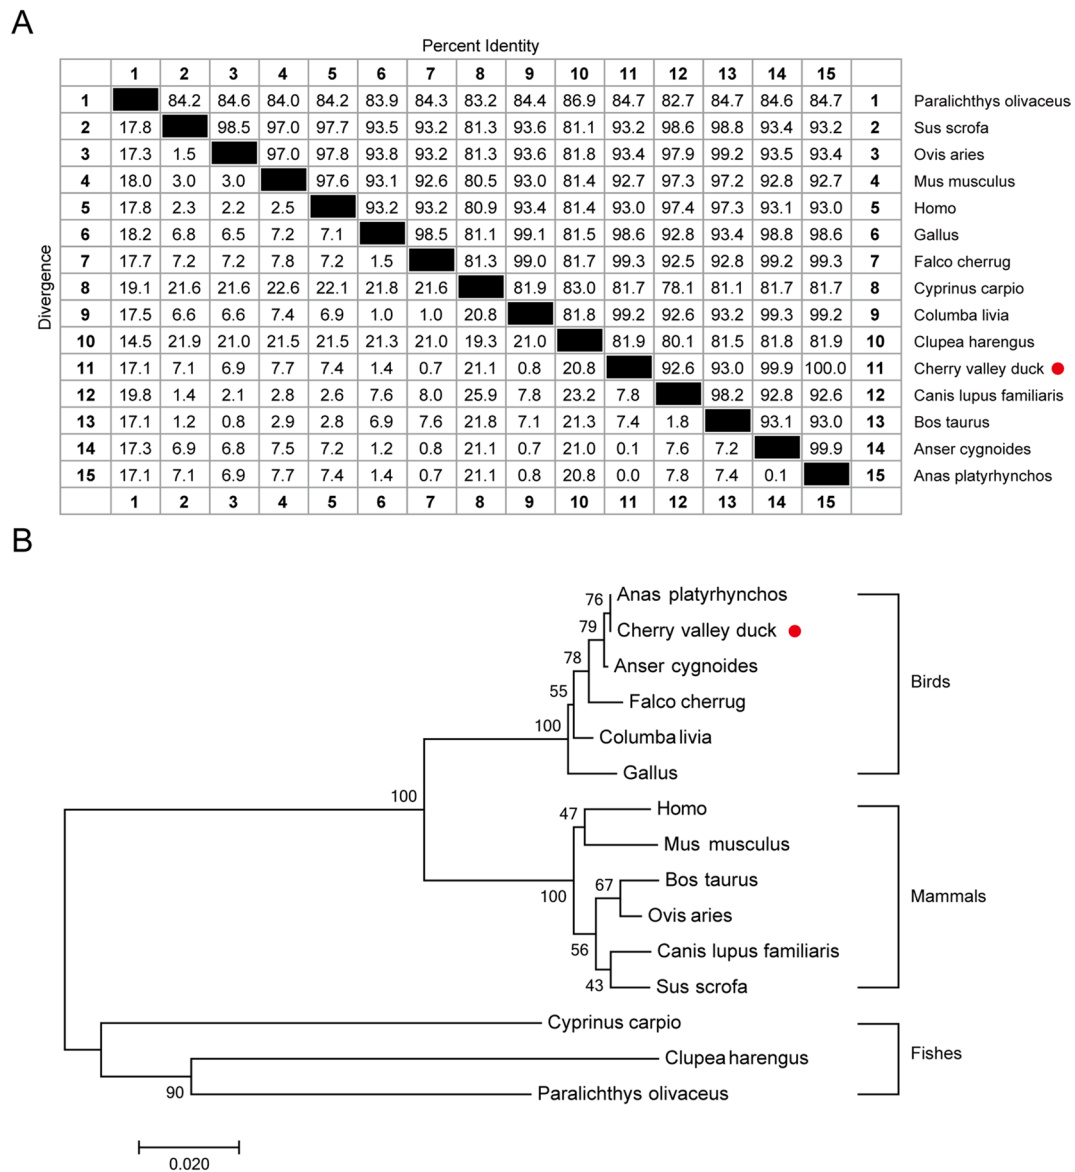 A
Percent Identity
1 2 3 4 5 6 7 8 9 10 11 12 13 14 15
1 84.2 84.6 84.0 84.2 83.9 84.3 83.2 84.4 86.9 84.7 82.7 84.7 84.6 84.7 1 Paralichthys olivaceus
2 17.8 98.5 97.0 97.7 93.5 93.2 81.3 93.6 81.1 93.2 98.6 98.8 93.4 93.2 2 Sus scrofa
3 17.3 1.5 97.0 97.8 93.8 93.2 81.3 93.6 81.8 93.4 97.9 99.2 93.5 93.4 3 Ovis aries
4 18.0 3.0 3.0 97.6 93.1 92.6 80.5 93.0 81.4 92.7 97.3 97.2 92.8 92.7 4 Mus musculus
5 17.8 2.3 2.2 2.5 93.2 93.2 80.9 93.4 81.4 93.0 97.4 97.3 93.1 93.0 5 Homo
6 18.2 6.8 6.5 7.2 7.1 98.5 81.1 99.1 81.5 98.6 92.8 93.4 98.8 98.6 6 Gallus
7 17.7 7.2 7.2 7.8 7.2 1.5 81.3 99.0 81.7 99.3 92.5 92.8 99.2 99.3 7 Falco cherrug
8 19.1 21.6 21.6 22.6 22.1 21.8 21.6 81.9 83.0 81.7 78.1 81.1 81.7 81.7 8 Cyprinus carpio
9 17.5 6.6 6.6 7.4 6.9 1.0 1.0 20.8 81.8 99.2 92.6 93.2 99.3 99.2 9 Columba livia
10 14.5 21.9 21.0 21.5 21.5 21.3 21.0 19.3 21.0 81.9 80.1 81.5 81.8 81.9 10 Clupea harengus
11 17.1 7.1 6.9 7.7 7.4 1.4 0.7 21.1 0.8 20.8 92.6 93.0 99.9 100.0 11 Cherry valley duck
12 19.8 1.4 2.1 2.8 2.6 7.6 8.0 25.9 7.8 23.2 7.8 98.2 92.8 92.6 12 Canis lupus familiaris
13 17.1 1.2 0.8 2.9 2.8 6.9 7.6 21.8 7.1 21.3 7.4 1.8 93.1 93.0 13 Bos taurus
14 17.3 6.9 6.8 7.5 7.2 1.2 0.8 21.1 0.7 21.0 0.1 7.6 7.2 99.9 14 Anser cygnoides
15 17.1 7.1 6.9 7.7 7.4 1.4 0.7 21.1 0.8 20.8 0.0 7.8 7.4 0.1 15 Anas platyrhynchos
1 2 3 4 5 6 7 8 9 10 11 12 13 14 15
Divergence
B
76 Anas platyrhynchos
79 Cherry valley duck
78 Anser cygnoides
Birds
55 Falco cherrug
100 Columba livia
Gallus
100
47 Homo
Mus musculus
67 Bos taurus
100
Mammals
Ovis aries
56 Canis lupus familiaris
43 Sus scrofa
Cyprinus carpio
Fishes
Clupea harengus
90 Paralichthys olivaceus
0.020